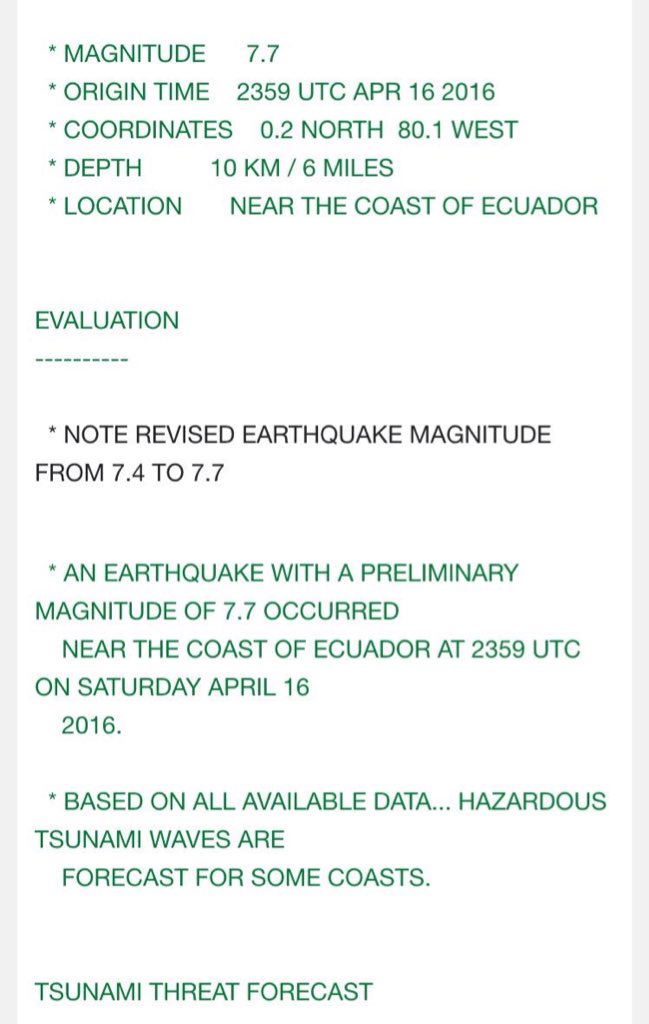 * MAGNITUDE 7.7
* ORIGIN TIME 2359 UTC APR 16 2016
* COORDINATES 0.2 NORTH 80.1 WEST
* DEPTH 10 KM / 6 MILES
* LOCATION NEAR THE COAST OF ECUADOR
EVALUATION
----------
* NOTE REVISED EARTHQUAKE MAGNITUDE
FROM 7.4 TO 7.7
* AN EARTHQUAKE WITH A PRELIMINARY
MAGNITUDE OF 7.7 OCCURRED
NEAR THE COAST OF ECUADOR AT 2359 UTC
ON SATURDAY APRIL 16
2016.
* BASED ON ALL AVAILABLE DATA... HAZARDOUS
TSUNAMI WAVES ARE
FORECAST FOR SOME COASTS.
TSUNAMI THREAT FORECAST